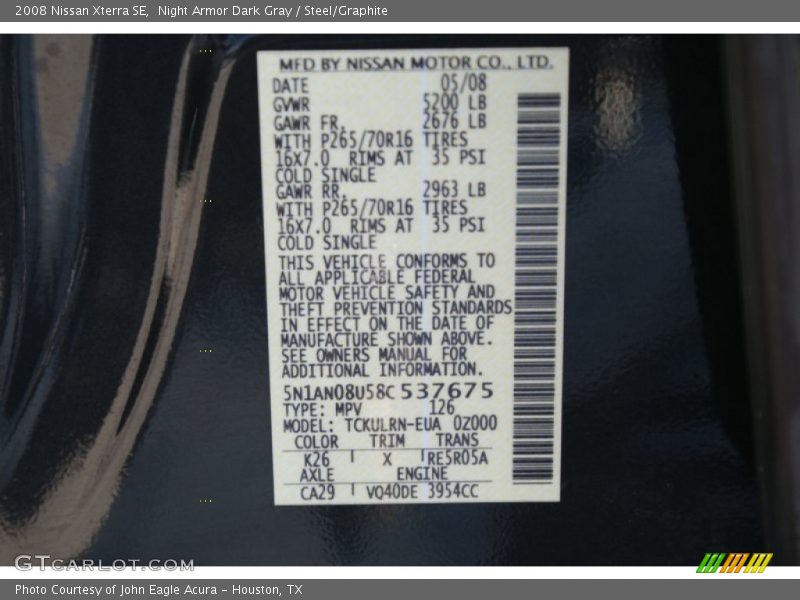 2008 Nissan Xterra SE,  Night Armor Dark Gray / Steel/Graphite
MFD BY NISSAN MOTOR CO., LTD.
DATE 05/08
GVWR 5200 LB
GAWR FR. 2676 LB
WITH P265/70R16 TIRES
16X7.0 RIMS AT 35 PSI
COLD SINGLE
GAWR RR. 2963 LB
WITH P265/70R16 TIRES
16X7.0 RIMS AT 35 PSI
COLD SINGLE
THIS VEHICLE CONFORMS TO
ALL APPLICABLE FEDERAL
MOTOR VEHICLE SAFETY AND
THEFT PREVENTION STANDARDS
IN EFFECT ON THE DATE OF
MANUFACTURE SHOWN ABOVE.
SEE OWNERS MANUAL FOR
ADDITIONAL INFORMATION.
5N1AN08U58C537675
TYPE: MPV 126
MODEL: TCKULRN-EUA 0Z000
COLOR TRIM TRANS
K26 X RE5R05A
AXLE ENGINE
CA29 VQ40DE 3954CC
GTCarLot.com
Photo Courtesy of John Eagle Acura - Houston, TX